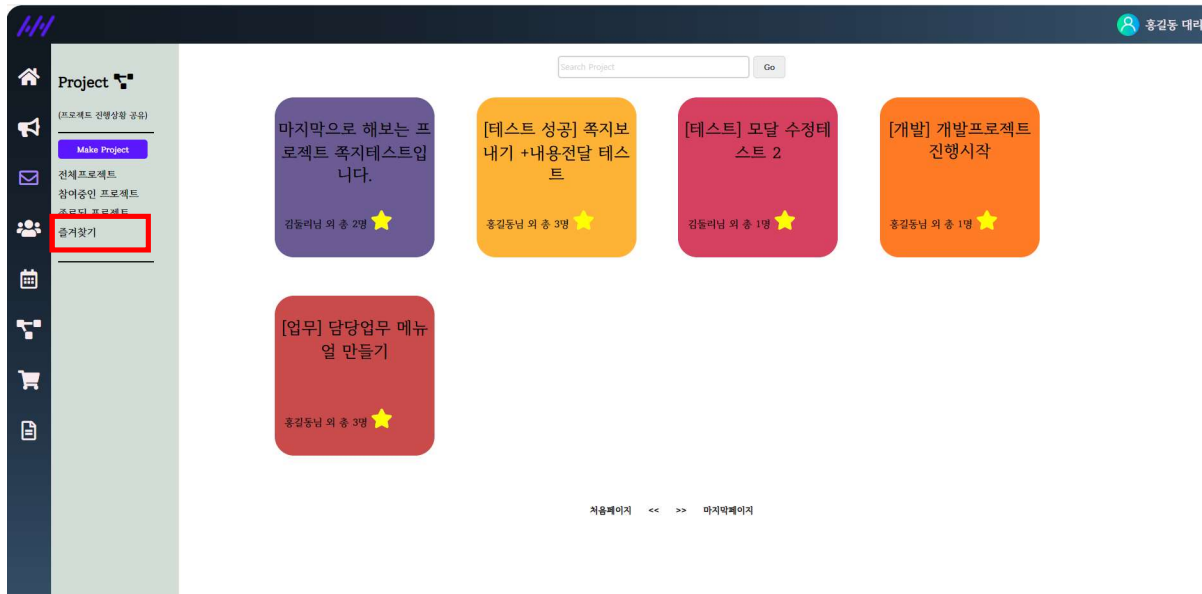 홍길동 대리
Search Project
Go
Project
(프로젝트 진행상황 공유)
Make Project
전체프로젝트
참여중인 프로젝트
종료된 프로젝트
즐겨찾기
마지막으로 해보는 프
로젝트 쪽지테스트입
니다.
김둘리님 외 총 2명
[테스트 성공] 쪽지보
내기 +내용전달 테스
트
홍길동님 외 총 3명
[테스트] 모달 수정테
스트 2
김둘리님 외 총 1명
[개발] 개발프로젝트
진행시작
홍길동님 외 총 1명
[업무] 담당업무 메뉴
얼 만들기
홍길동님 외 총 3명
처음페이지 << >> 마지막페이지